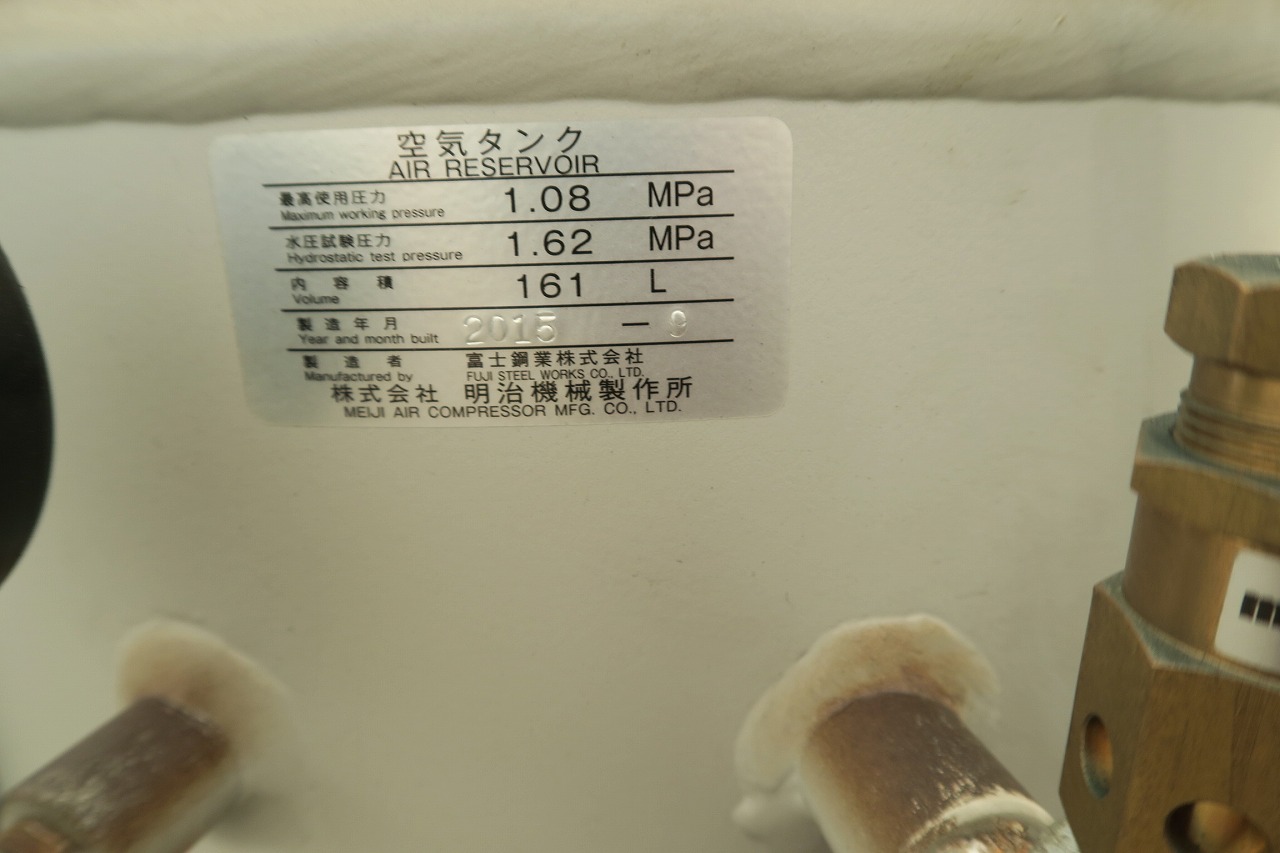 空気タンク
AIR RESERVOIR
最高使用圧力 1.08 MPa
Maximum working pressure
水圧試験圧力 1.62 MPa
Hydrostatic test pressure
内容積 161 L
Volume
製造年月 2015 － 9
Year and month built
製造者 富士鋼業株式会社
Manufactured by FUJI STEEL WORKS CO., LTD.
株式会社 明治機械製作所
MEIJI AIR COMPRESSOR MFG. CO., LTD.